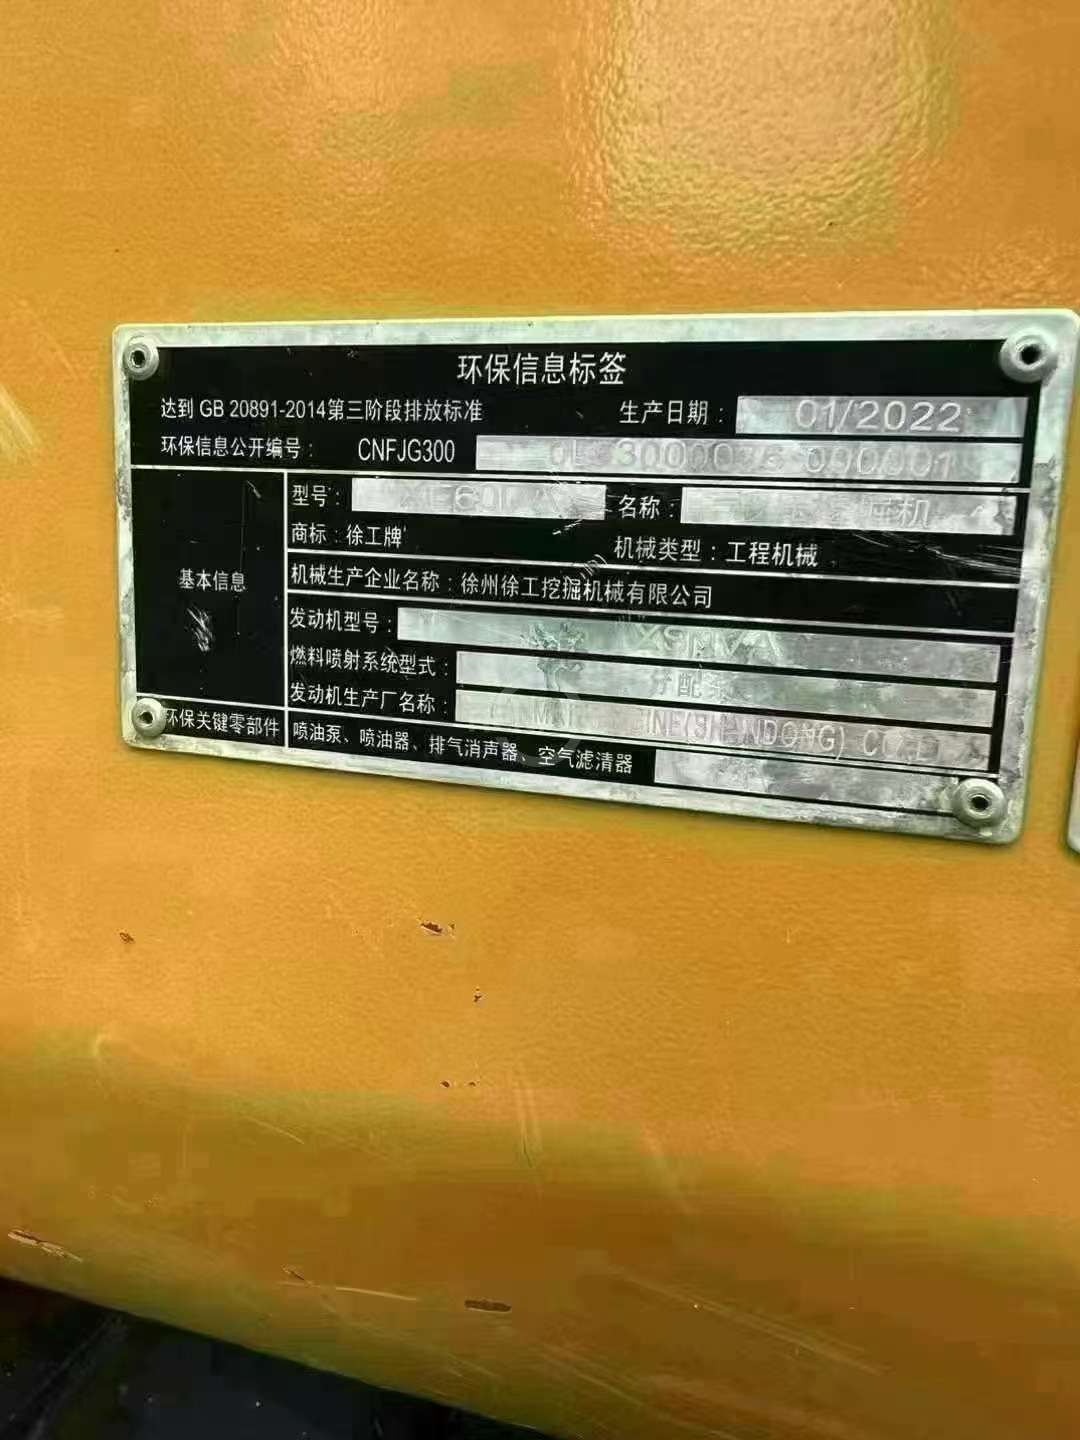 环保信息标签
达到 GB 20891-2014第三阶段排放标准 生产日期： 01/2022
环保信息公开编号： CNFJG300
型号： 名称：
商标：徐工牌 机械类型：工程机械
基本信息
机械生产企业名称：徐州徐工挖掘机械有限公司
发动机型号：
燃料喷射系统型式：
发动机生产厂名称：
环保关键零部件 喷油泵、喷油器、排气消声器、空气滤清器